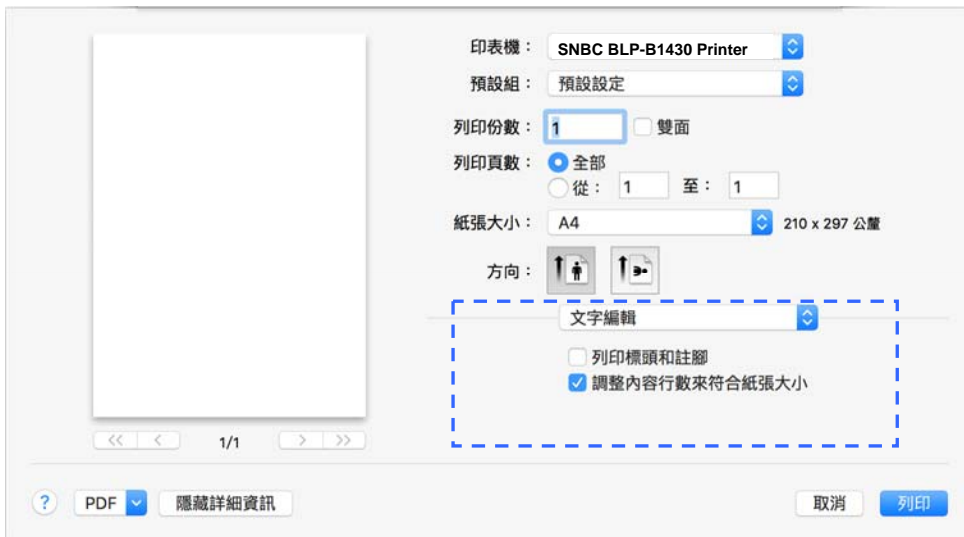 印表機： SNBC BLP-B1430 Printer
預設組： 預設設定
列印份數： 1 雙面
列印頁數： 全部
從： 1 至： 1
紙張大小： A4 210 x 297 公釐
方向：
文字編輯
列印標頭和註腳
調整內容行數來符合紙張大小
<< < 1/1 > >>
? PDF 隱藏詳細資訊 取消 列印